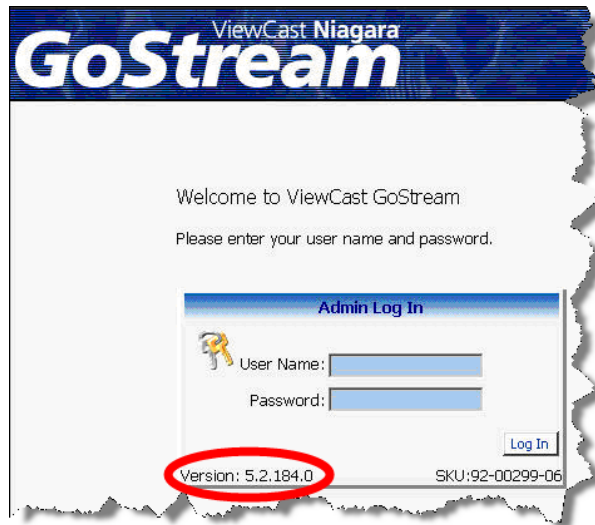 ViewCast Niagara
GoStream
Welcome to ViewCast GoStream
Please enter your user name and password.
Admin Log In
User Name:
Password:
Log In
Version: 5.2.184.0 SKU:92-00299-06